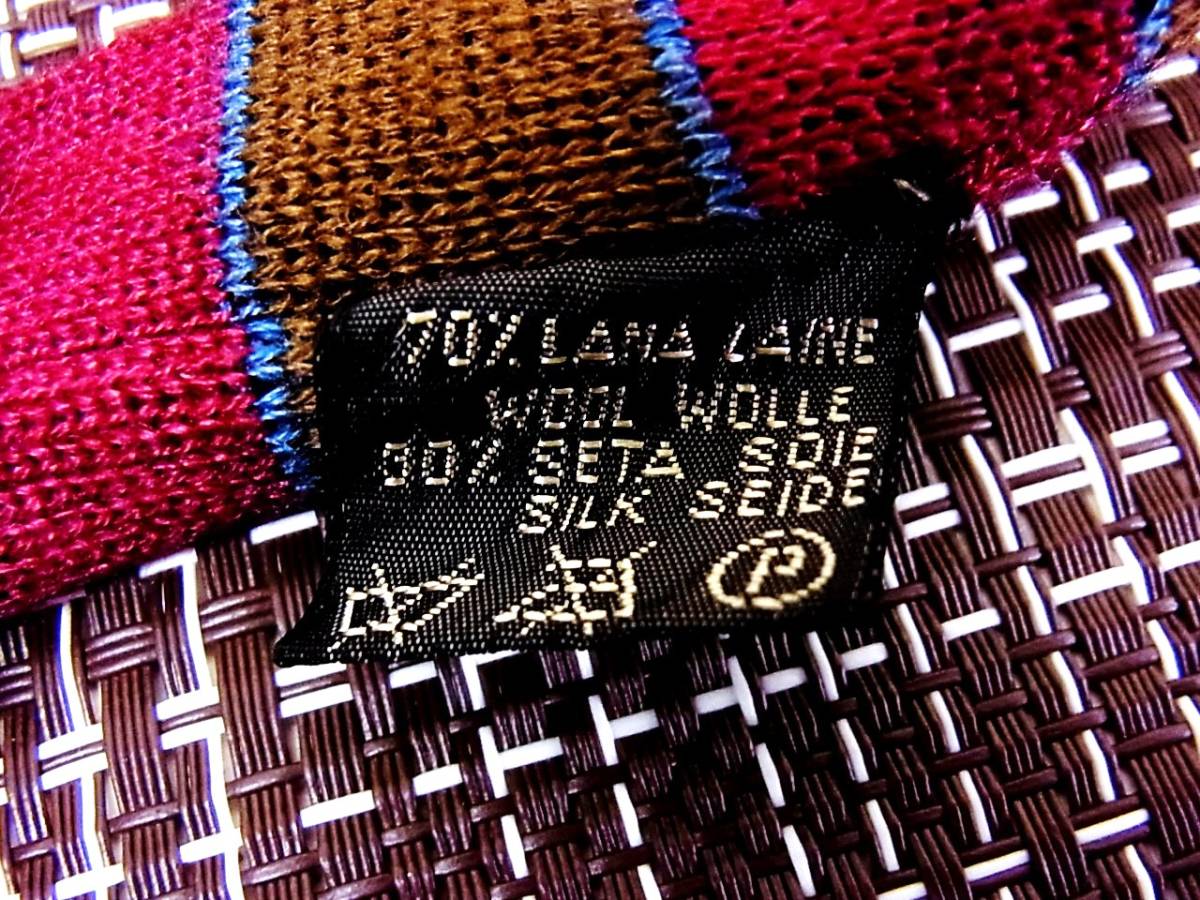 70% LANA LAINE
WOOL WOLLE
30% SETA SOIE
SILK SEIDE
P